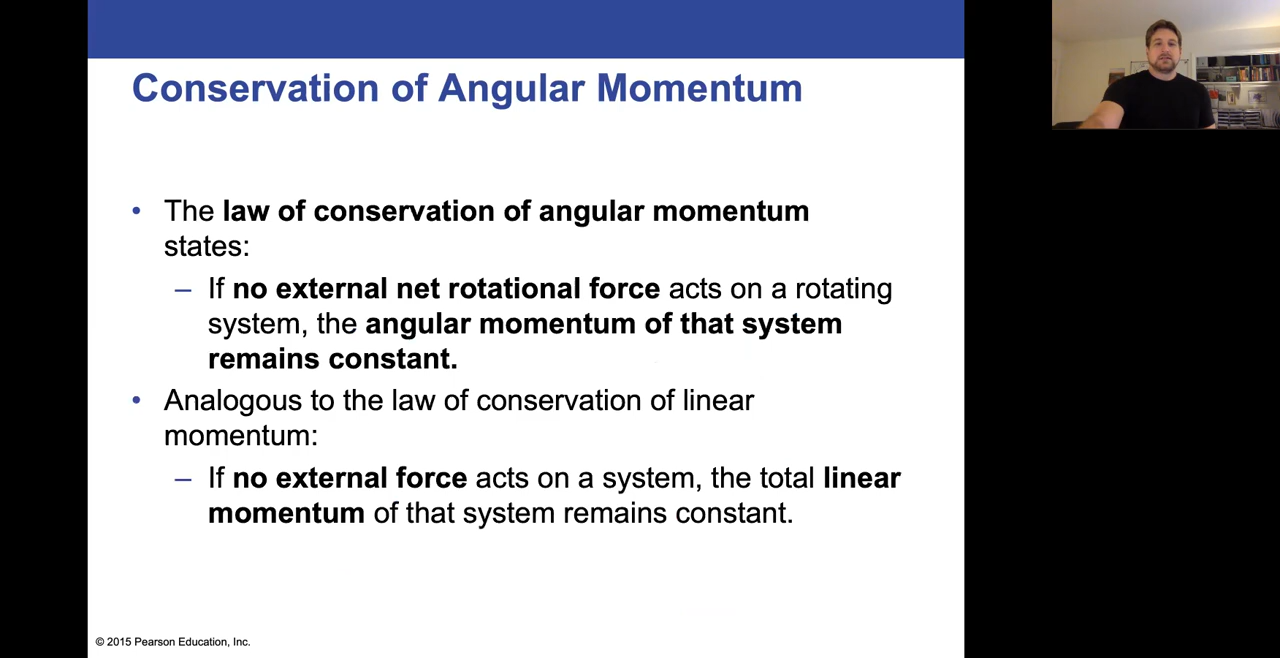 Conservation of Angular Momentum
• The law of conservation of angular momentum
states:
– If no external net rotational force acts on a rotating
system, the angular momentum of that system
remains constant.
• Analogous to the law of conservation of linear
momentum:
– If no external force acts on a system, the total linear
momentum of that system remains constant.
© 2015 Pearson Education, Inc.